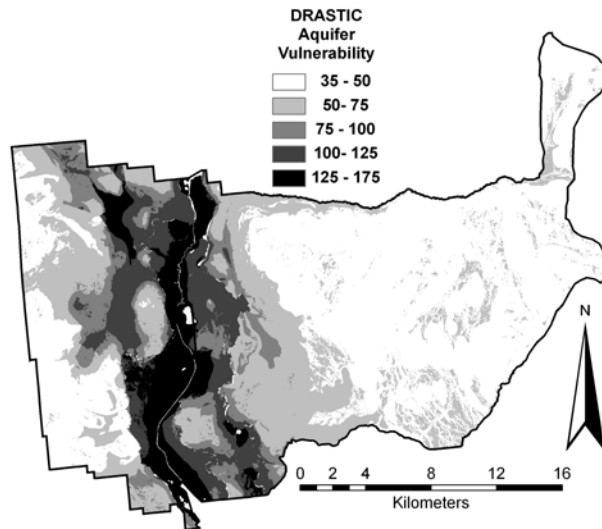 DRASTIC
Aquifer
Vulnerability
35 - 50
50- 75
75 - 100
100- 125
125 - 175
N
0 2 4 8 12 16
Kilometers